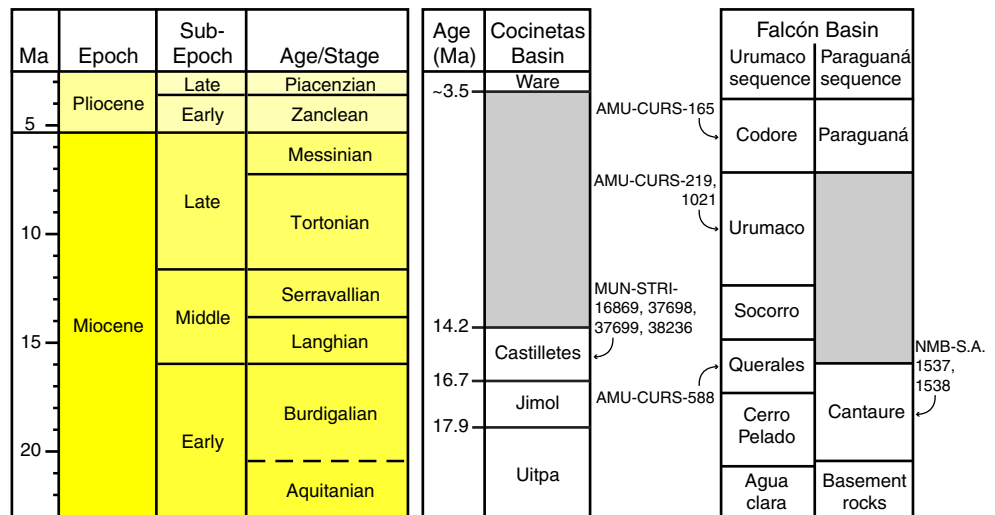 Ma
Epoch
Sub-
Epoch
Age/Stage
Age
(Ma)
Cocinetas
Basin
Falcón Basin
Urumaco
sequence
Paraguaná
sequence
5
10
15
20
Pliocene
Miocene
Late
Early
Late
Middle
Early
Piacenzian
Zanclean
Messinian
Tortonian
Serravallian
Langhian
Burdigalian
Aquitanian
~3.5
14.2
16.7
17.9
Ware
Castilletes
Jimol
Uitpa
AMU-CURS-165
AMU-CURS-219,
1021
MUN-STRI-
16869, 37698,
37699, 38236
AMU-CURS-588
Codore
Urumaco
Socorro
Querales
Cerro
Pelado
Agua
clara
Paraguaná
Cantaure
Basement
rocks
NMB-S.A.
1537,
1538